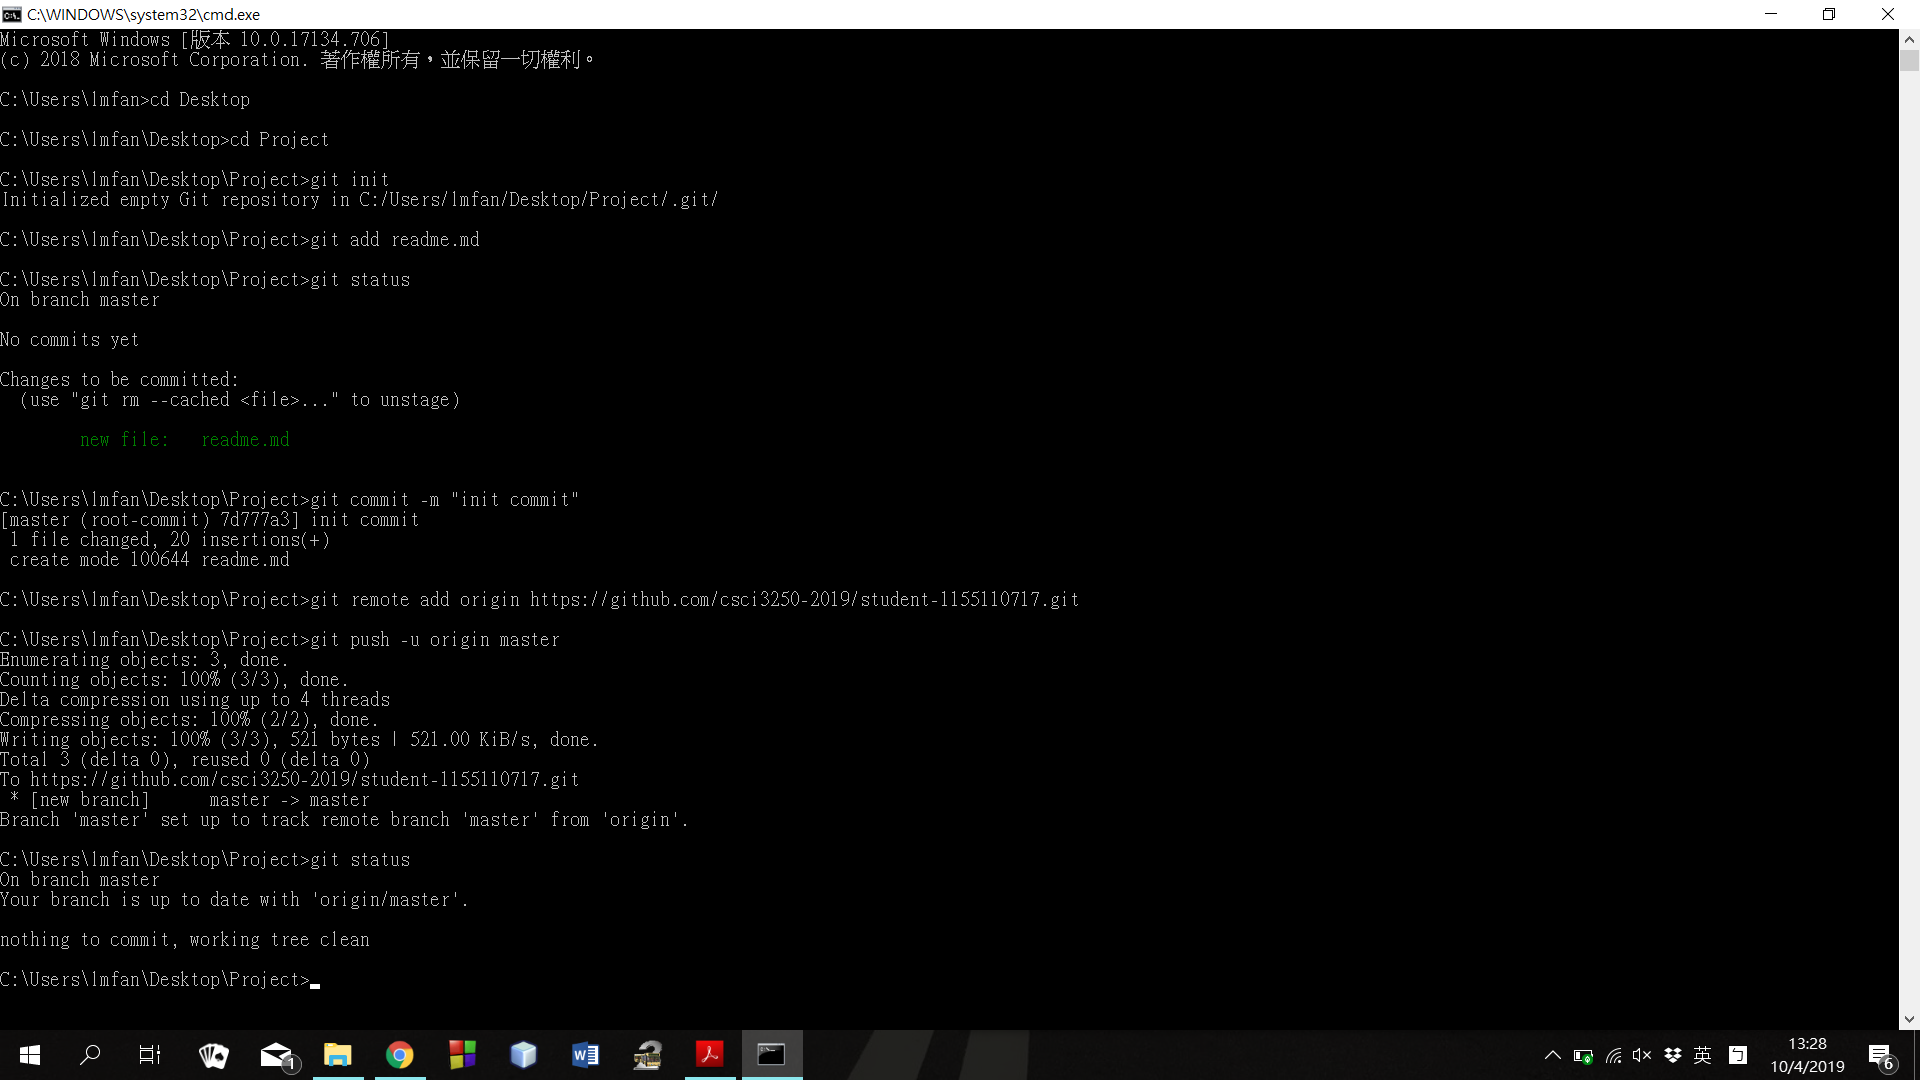 C:\WINDOWS\system32\cmd.exe
Microsoft Windows [版本 10.0.17134.706]
(c) 2018 Microsoft Corporation. 著作權所有，並保留一切權利。
C:\Users\lmfan>cd Desktop
C:\Users\lmfan\Desktop>cd Project
C:\Users\lmfan\Desktop\Project>git init
Initialized empty Git repository in C:/Users/lmfan/Desktop/Project/.git/
C:\Users\lmfan\Desktop\Project>git add readme.md
C:\Users\lmfan\Desktop\Project>git status
On branch master
No commits yet
Changes to be committed:
  (use "git rm --cached <file>..." to unstage)
        new file:   readme.md
C:\Users\lmfan\Desktop\Project>git commit -m "init commit"
[master (root-commit) 7d777a3] init commit
 1 file changed, 20 insertions(+)
 create mode 100644 readme.md
C:\Users\lmfan\Desktop\Project>git remote add origin https://github.com/csci3250-2019/student-1155110717.git
C:\Users\lmfan\Desktop\Project>git push -u origin master
Enumerating objects: 3, done.
Counting objects: 100% (3/3), done.
Delta compression using up to 4 threads
Compressing objects: 100% (2/2), done.
Writing objects: 100% (3/3), 521 bytes | 521.00 KiB/s, done.
Total 3 (delta 0), reused 0 (delta 0)
To https://github.com/csci3250-2019/student-1155110717.git
 * [new branch]      master -> master
Branch 'master' set up to track remote branch 'master' from 'origin'.
C:\Users\lmfan\Desktop\Project>git status
On branch master
Your branch is up to date with 'origin/master'.
nothing to commit, working tree clean
C:\Users\lmfan\Desktop\Project>
1
英
13:28
10/4/2019
6